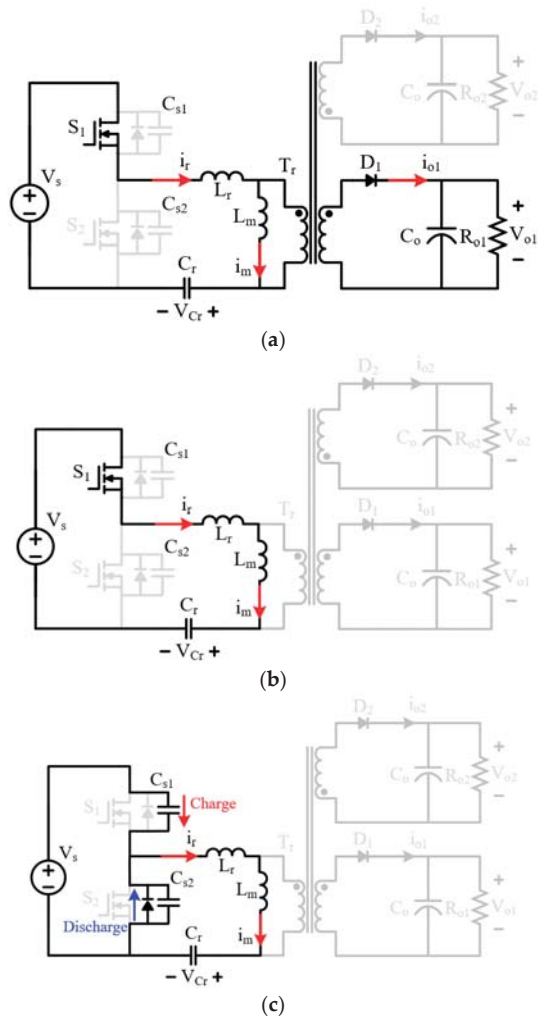 D2 io2
+
Co Ro2 Vo2
−
Cs1
S1
ir
Tr
D1 io1
Vs
Lr
+
S2
Cs2
Lm
Co Ro1 Vo1
Cr
im
−
− VCr +
(a)
D2 io2
+
Co Ro2 Vo2
−
S1
Cs1
ir
Tr
D1 io1
Vs
Lr
+
S2
Cs2
Lm
Co Ro1 Vo1
Cr
im
−
− VCr +
(b)
D2 io2
+
Co Ro2 Vo2
−
Cs1
S1
Charge
ir
Tr
D1 io1
Vs
Lr
+
S2
Cs2
Lm
Co Ro1 Vo1
Discharge
Cr
im
−
− VCr +
(c)